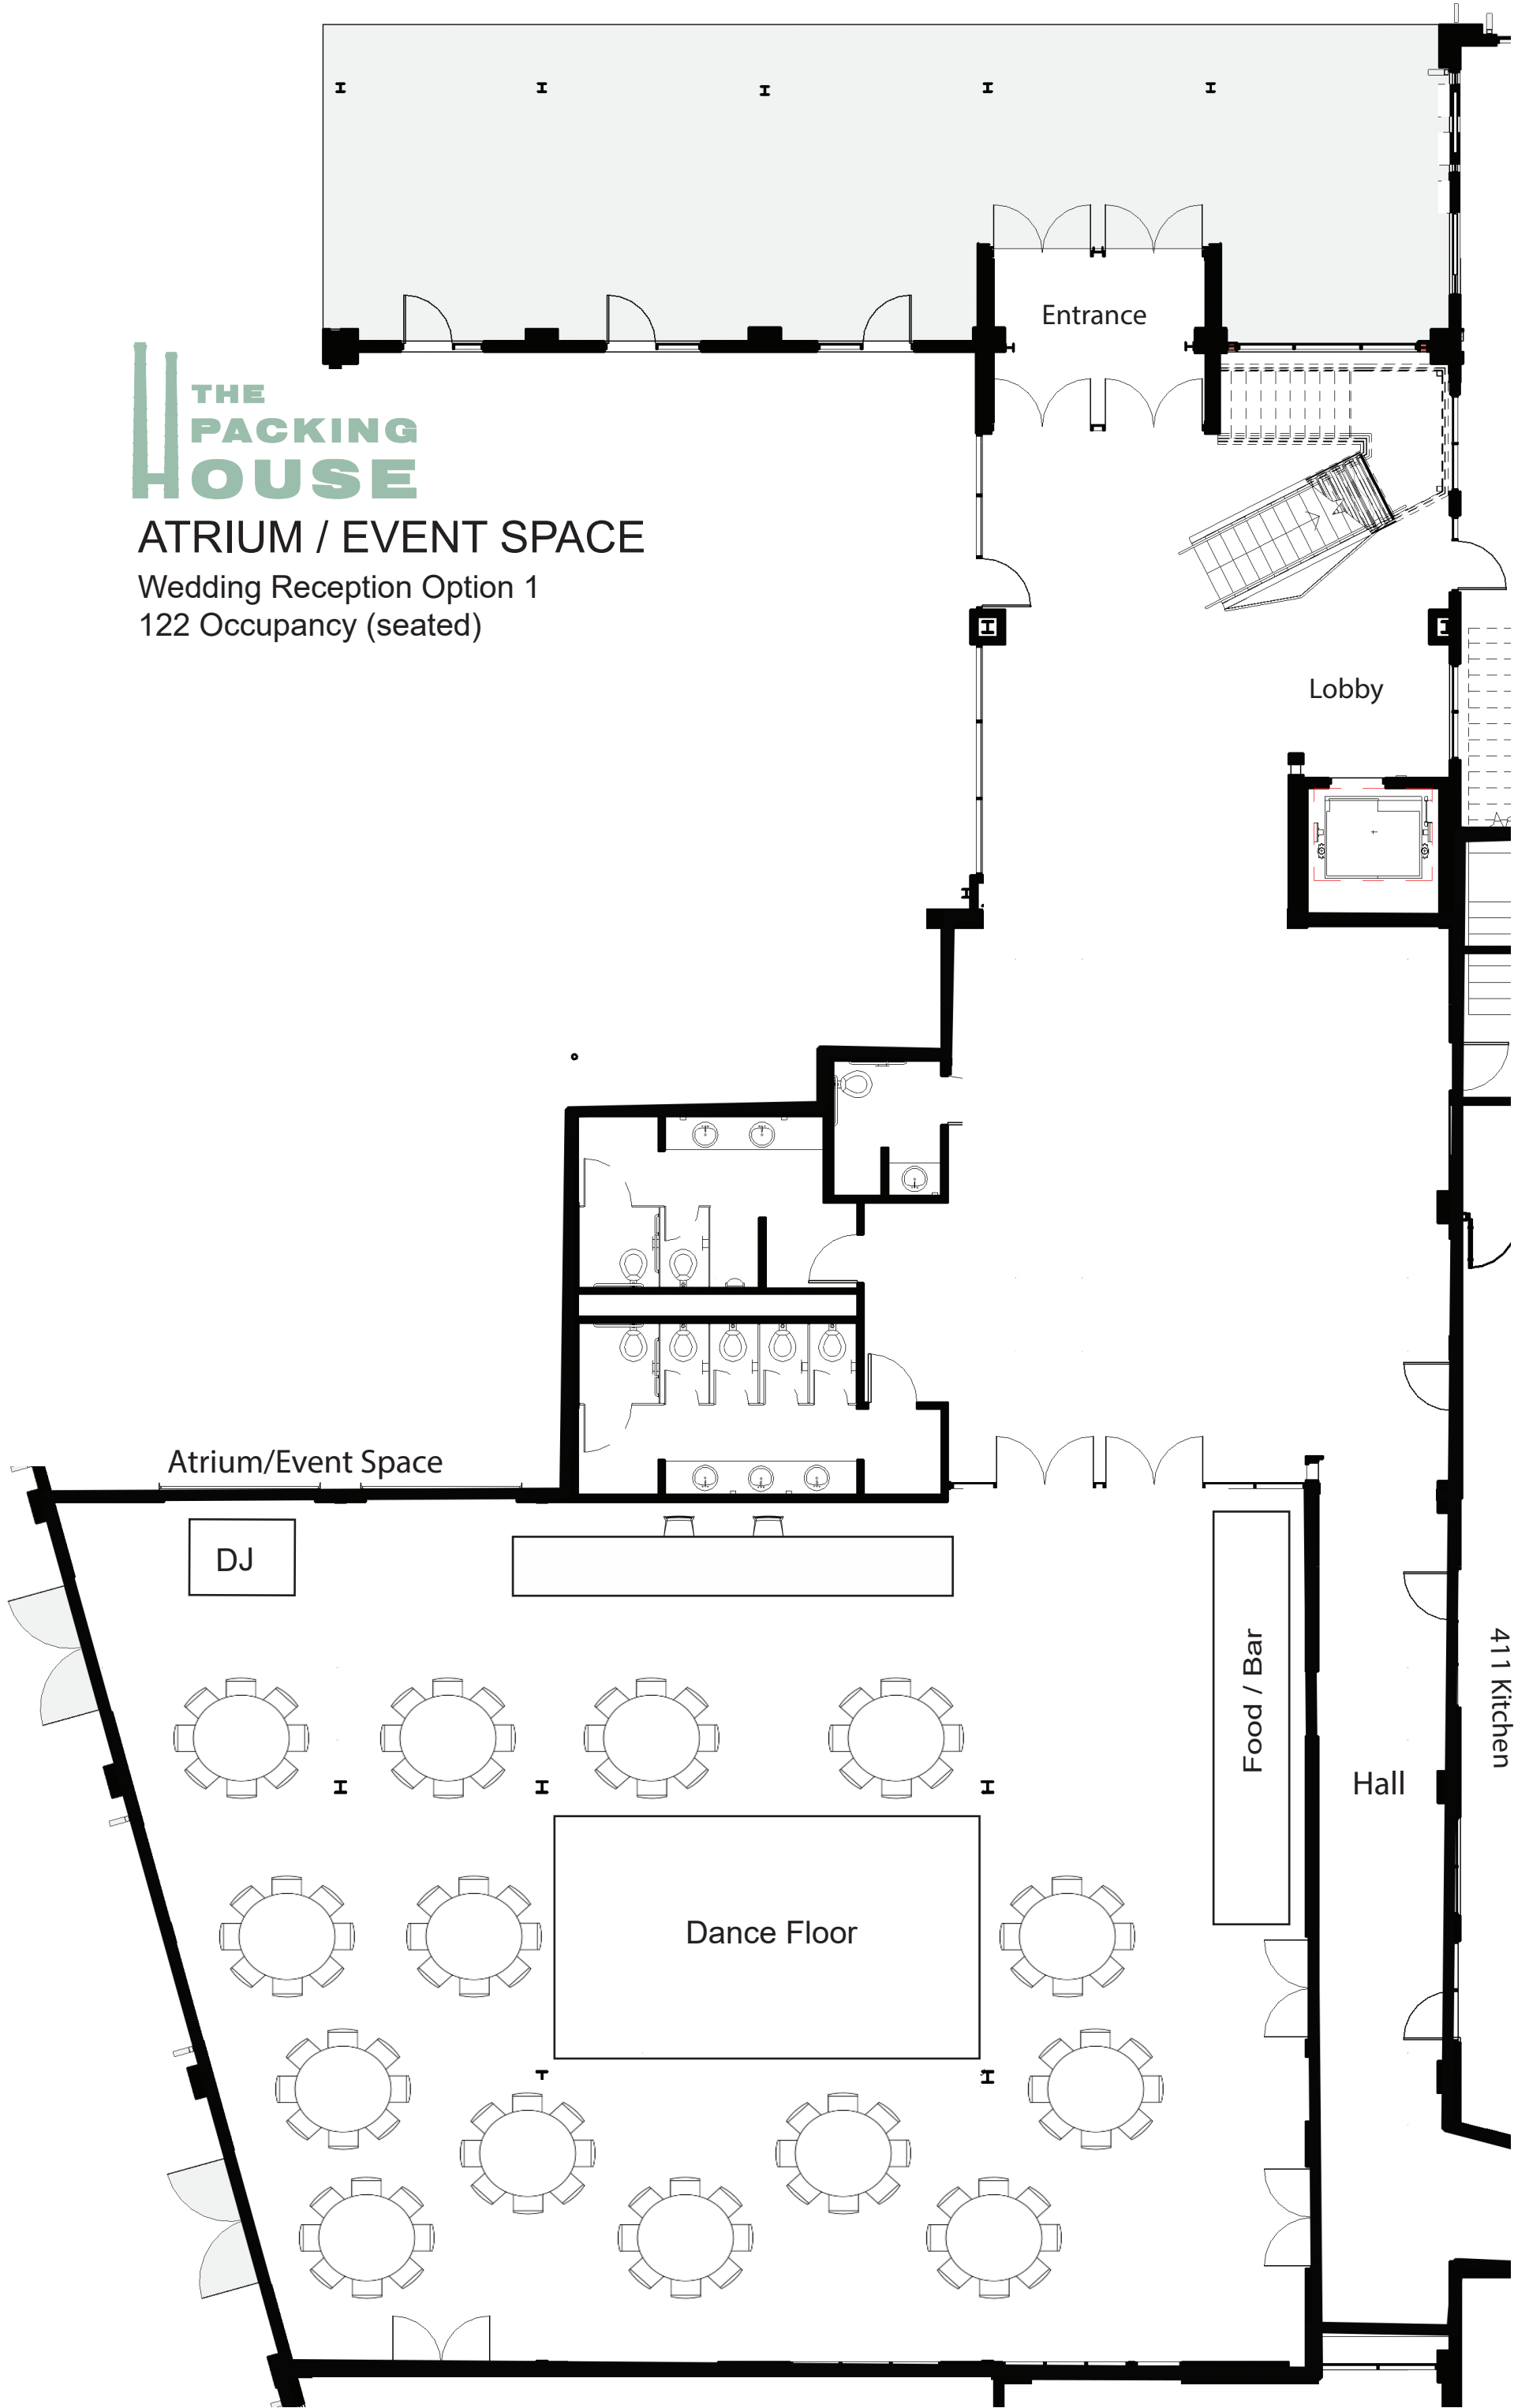 Entrance
THE
PACKING
HOUSE
ATRIUM / EVENT SPACE
Wedding Reception Option 1
122 Occupancy (seated)
Lobby
Atrium/Event Space
DJ
Food / Bar
411 Kitchen
Hall
Dance Floor